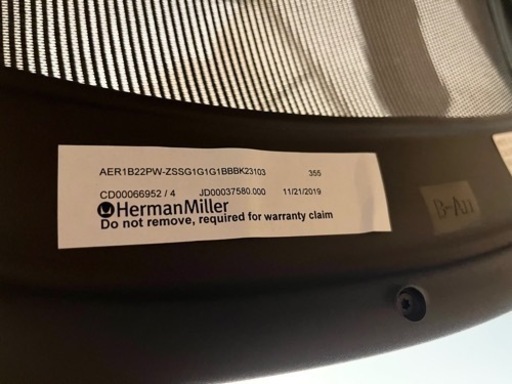 AER1B22PW-ZSSG1G1G1BBBK23103 355
CD00066952 / 4 JD00037580.000 11/21/2019
HermanMiller
Do not remove, required for warranty claim